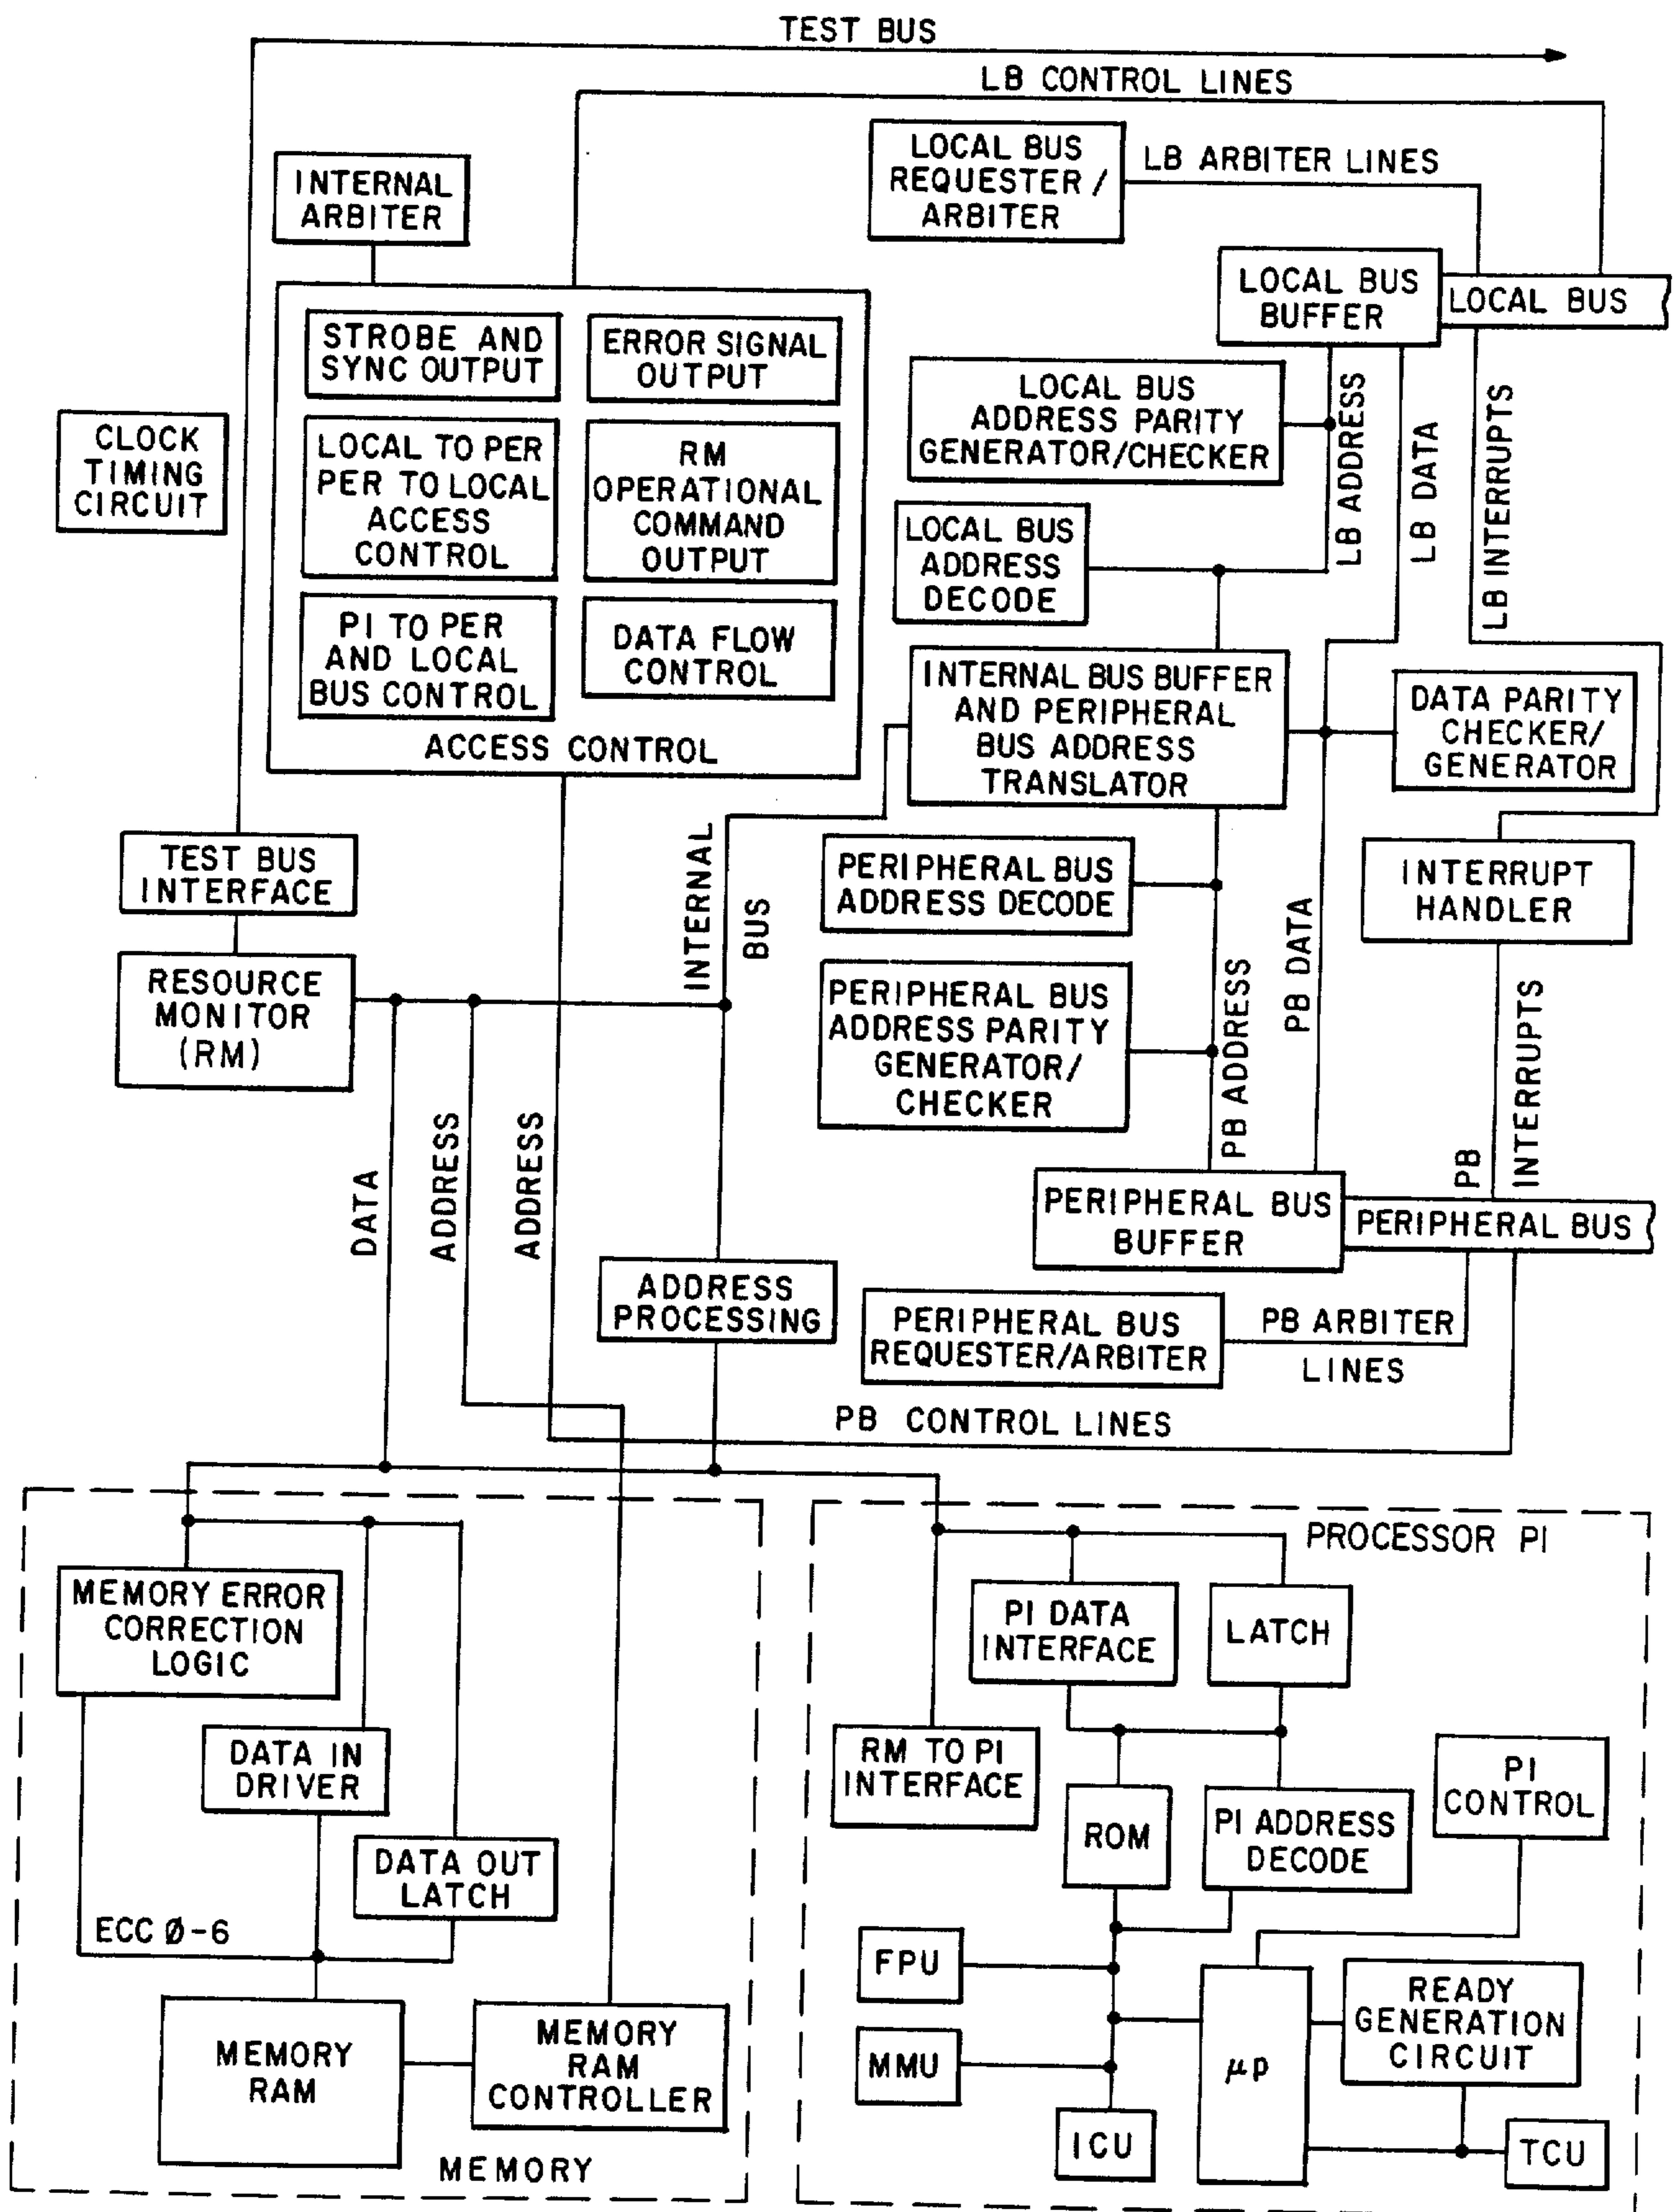 TEST BUS
LB CONTROL LINES
LOCAL BUS
REQUESTER /
ARBITER
LB ARBITER LINES
INTERNAL
ARBITER
LOCAL BUS
BUFFER
LOCAL BUS
STROBE AND
SYNC OUTPUT
ERROR SIGNAL
OUTPUT
LOCAL BUS
ADDRESS PARITY
GENERATOR/CHECKER
LB ADDRESS
LB DATA
LB INTERRUPTS
CLOCK
TIMING
CIRCUIT
LOCAL TO PER
PER TO LOCAL
ACCESS
CONTROL
RM
OPERATIONAL
COMMAND
OUTPUT
LOCAL BUS
ADDRESS
DECODE
PI TO PER
AND LOCAL
BUS CONTROL
DATA FLOW
CONTROL
ACCESS CONTROL
INTERNAL BUS BUFFER
AND PERIPHERAL
BUS ADDRESS
TRANSLATOR
DATA PARITY
CHECKER/
GENERATOR
TEST BUS
INTERFACE
INTERNAL
BUS
PERIPHERAL BUS
ADDRESS DECODE
INTERRUPT
HANDLER
RESOURCE
MONITOR
(RM)
PERIPHERAL BUS
ADDRESS PARITY
GENERATOR/
CHECKER
PB ADDRESS
PB DATA
PB
INTERRUPTS
DATA
ADDRESS
ADDRESS
PERIPHERAL BUS
BUFFER
PERIPHERAL BUS
ADDRESS
PROCESSING
PERIPHERAL BUS
REQUESTER/ARBITER
PB ARBITER
LINES
PB CONTROL LINES
PROCESSOR PI
MEMORY ERROR
CORRECTION
LOGIC
PI DATA
INTERFACE
LATCH
DATA IN
DRIVER
RM TO PI
INTERFACE
PI
CONTROL
ROM
PI ADDRESS
DECODE
DATA OUT
LATCH
ECC Ø-6
FPU
READY
GENERATION
CIRCUIT
MEMORY
RAM
MEMORY
RAM
CONTROLLER
MMU
μp
ICU
TCU
MEMORY